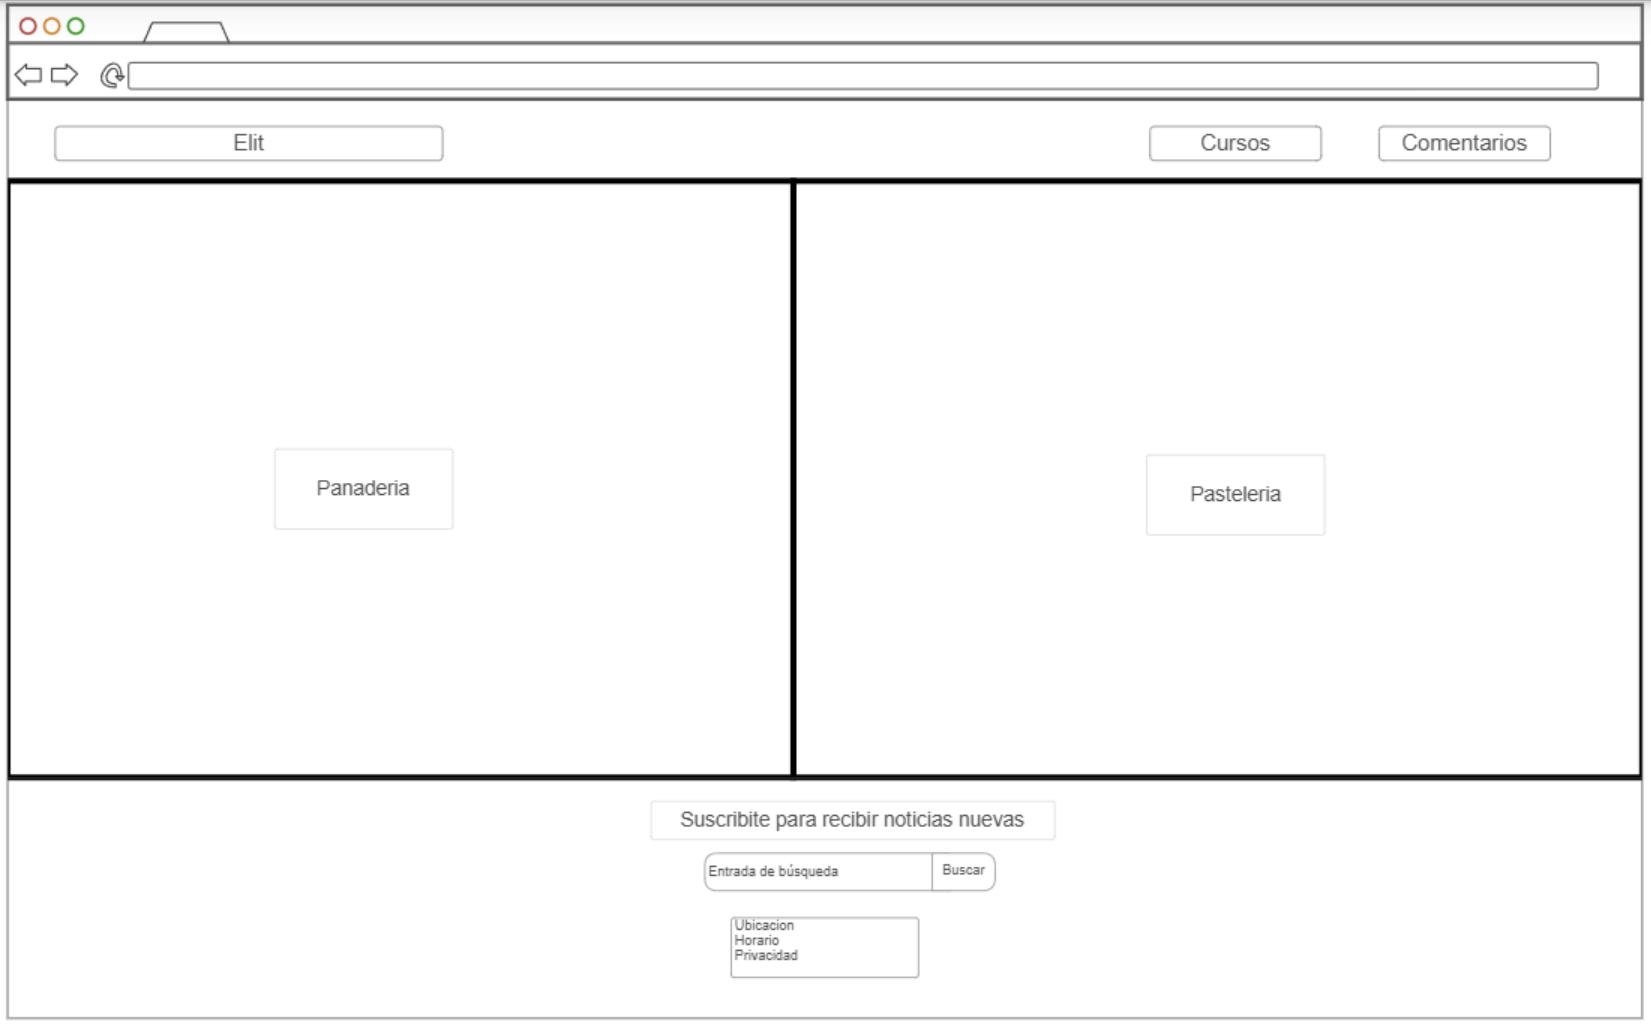 Elit
Cursos
Comentarios
Panaderia
Pasteleria
Suscribite para recibir noticias nuevas
Entrada de búsqueda
Buscar
Ubicacion
Horario
Privacidad